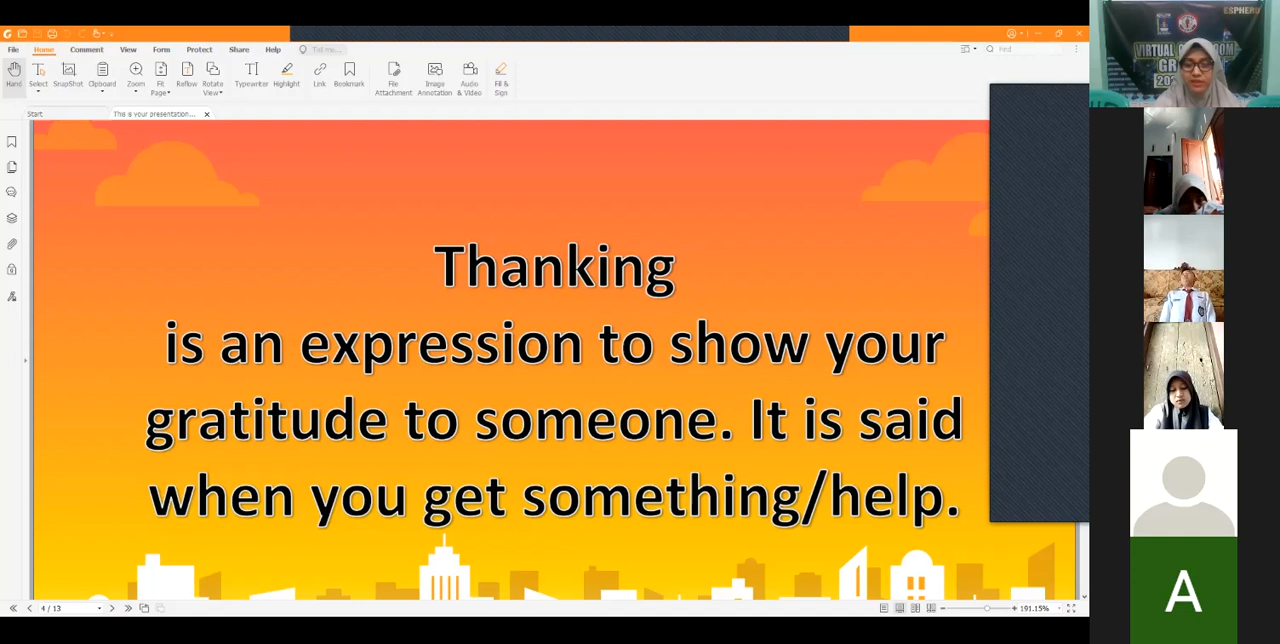 File Home Comment View Form Protect Share Help Tell me... Find
Hand Select SnapShot Clipboard Zoom Fit Page Reflow Rotate View Typewriter Highlight Link Bookmark File Attachment Image Annotation Audio & Video Fill & Sign
Start This is your presentation...
Thanking
is an expression to show your
gratitude to someone. It is said
when you get something/help.
4 / 13
191.15%
ESPHERO
VIRTUAL
A